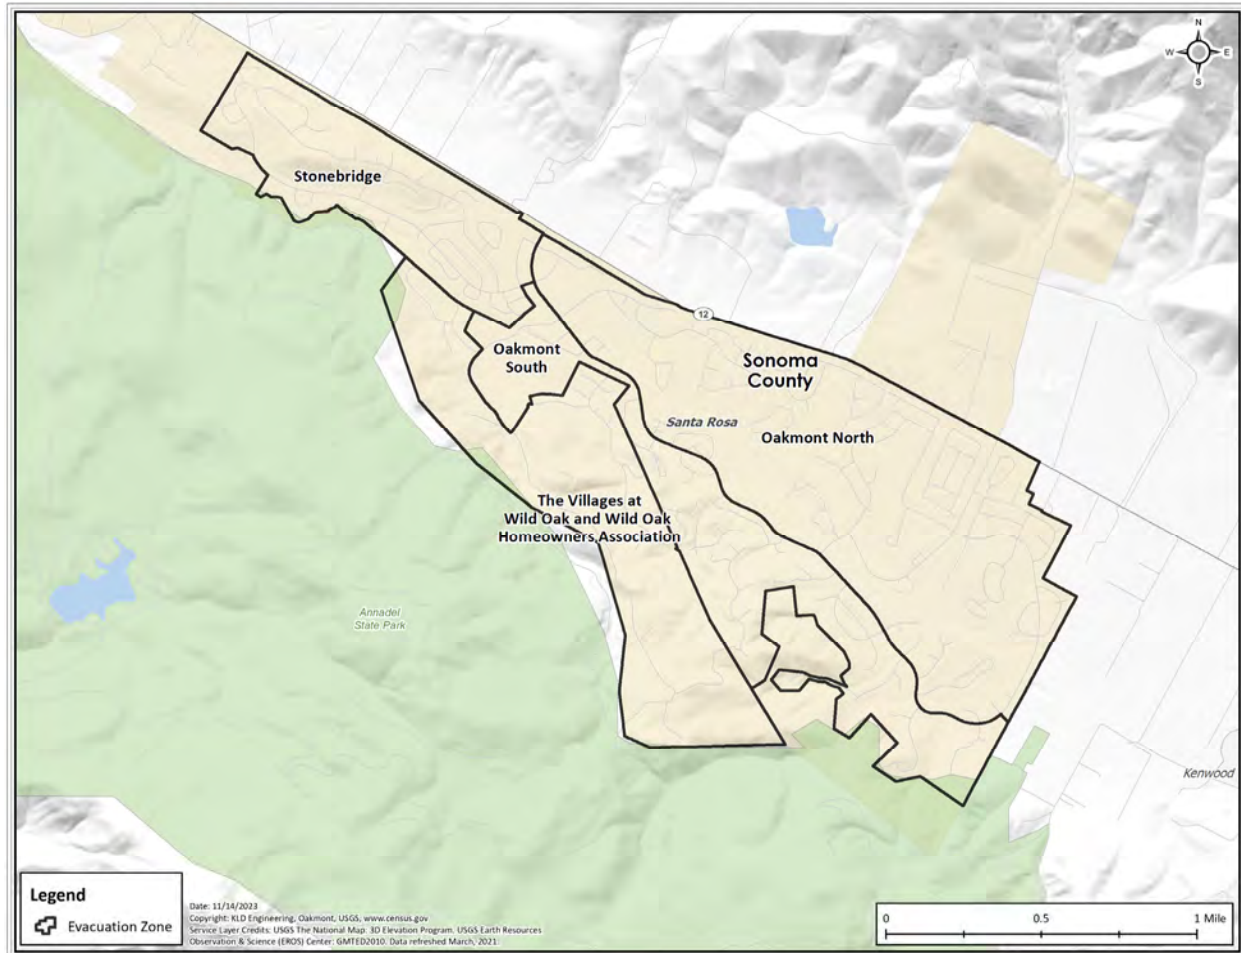 N
W E
S
Stonebridge
12
Oakmont
South
Sonoma
County
Santa Rosa
Oakmont North
The Villages at
Wild Oak and Wild Oak
Homeowners Association
Annadel
State Park
Kenwood
Legend
Evacuation Zone
Date: 11/14/2023
Copyright: KLD Engineering, Oakmont, USGS, www.census.gov
Service Layer Credits: USGS The National Map: 3D Elevation Program. USGS Earth Resources
Observation & Science (EROS) Center: GMTED2010. Data refreshed March, 2021.
0 0.5 1 Mile